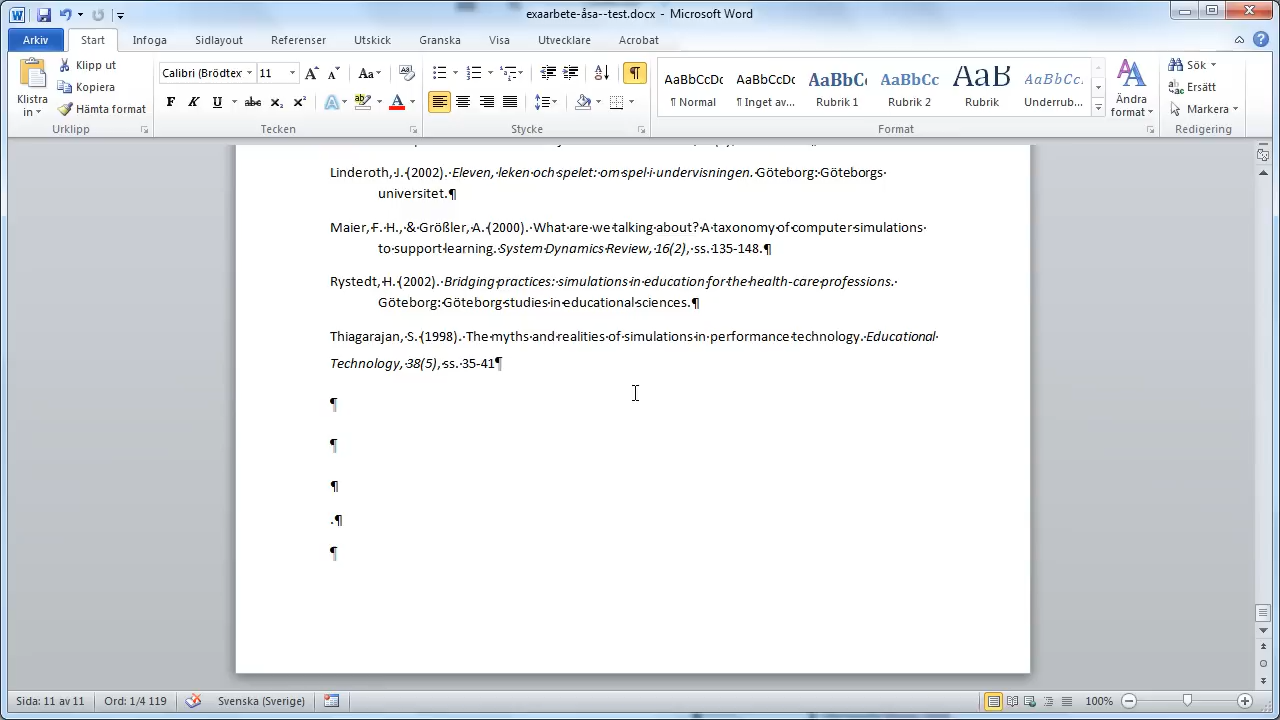 exaarbete-åsa--test.docx - Microsoft Word
Arkiv Start Infoga Sidlayout Referenser Utskick Granska Visa Utvecklare Acrobat
Klistra in
Klipp ut
Kopiera
Hämta format
Calibri (Brödtex 11
AaBbCcDc AaBbCcDc AaBbC AaBbCc AaB AaBbCc.
¶ Normal ¶ Inget av... Rubrik 1 Rubrik 2 Rubrik Underrub...
Ändra format
Sök
Ersätt
Markera
Urklipp Tecken Stycke Format Redigering
Linderoth, J. (2002). Eleven, leken och spelet: om spel i undervisningen. Göteborg: Göteborgs
universitet.¶
Maier, F. H., & Größler, A. (2000). What are we talking about? A taxonomy of computer simulations
to support learning. System Dynamics Review, 16(2), ss. 135-148.¶
Rystedt, H. (2002). Bridging practices: simulations in education for the health-care professions.
Göteborg: Göteborg studies in educational sciences.¶
Thiagarajan, S. (1998). The myths and realities of simulations in performance technology. Educational
Technology, 38(5), ss. 35-41¶
¶
¶
¶
.¶
¶
Sida: 11 av 11 Ord: 1/4 119 Svenska (Sverige) 100%